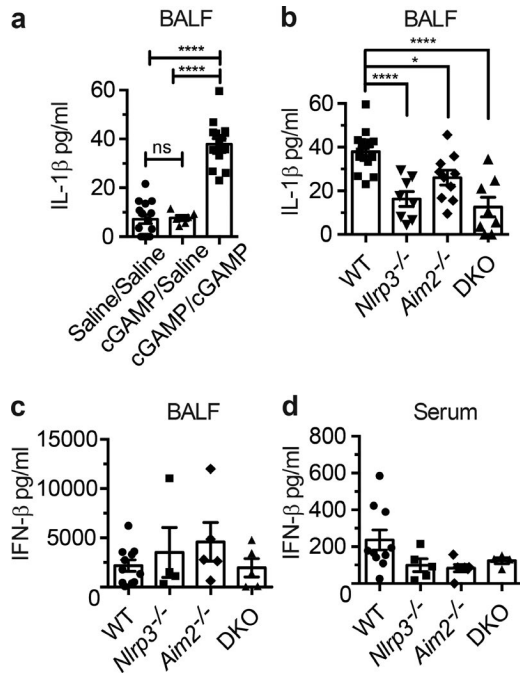 a
BALF
****
****
ns
IL-1β pg/ml
60
40
20
0
Saline/Saline
cGAMP/Saline
cGAMP/cGAMP
b
BALF
****
*
****
IL-1β pg/ml
60
40
20
0
WT
Nlrp3-/-
Aim2-/-
DKO
c
BALF
IFN-β pg/ml
15000
10000
5000
0
WT
Nlrp3-/-
Aim2-/-
DKO
d
Serum
IFN-β pg/ml
800
600
400
200
0
WT
Nlrp3-/-
Aim2-/-
DKO